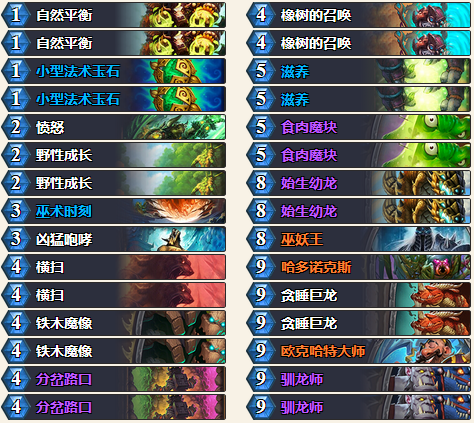 1 自然平衡
1 自然平衡
1 小型法术玉石
1 小型法术玉石
2 愤怒
2 野性成长
2 野性成长
3 巫术时刻
3 凶猛咆哮
4 横扫
4 横扫
4 铁木魔像
4 铁木魔像
4 分岔路口
4 分岔路口
4 橡树的召唤
4 橡树的召唤
5 滋养
5 滋养
5 食肉魔块
5 食肉魔块
8 始生幼龙
8 始生幼龙
8 巫妖王
9 哈多诺克斯
9 贪睡巨龙
9 贪睡巨龙
9 欧克哈特大师
9 驯龙师
9 驯龙师